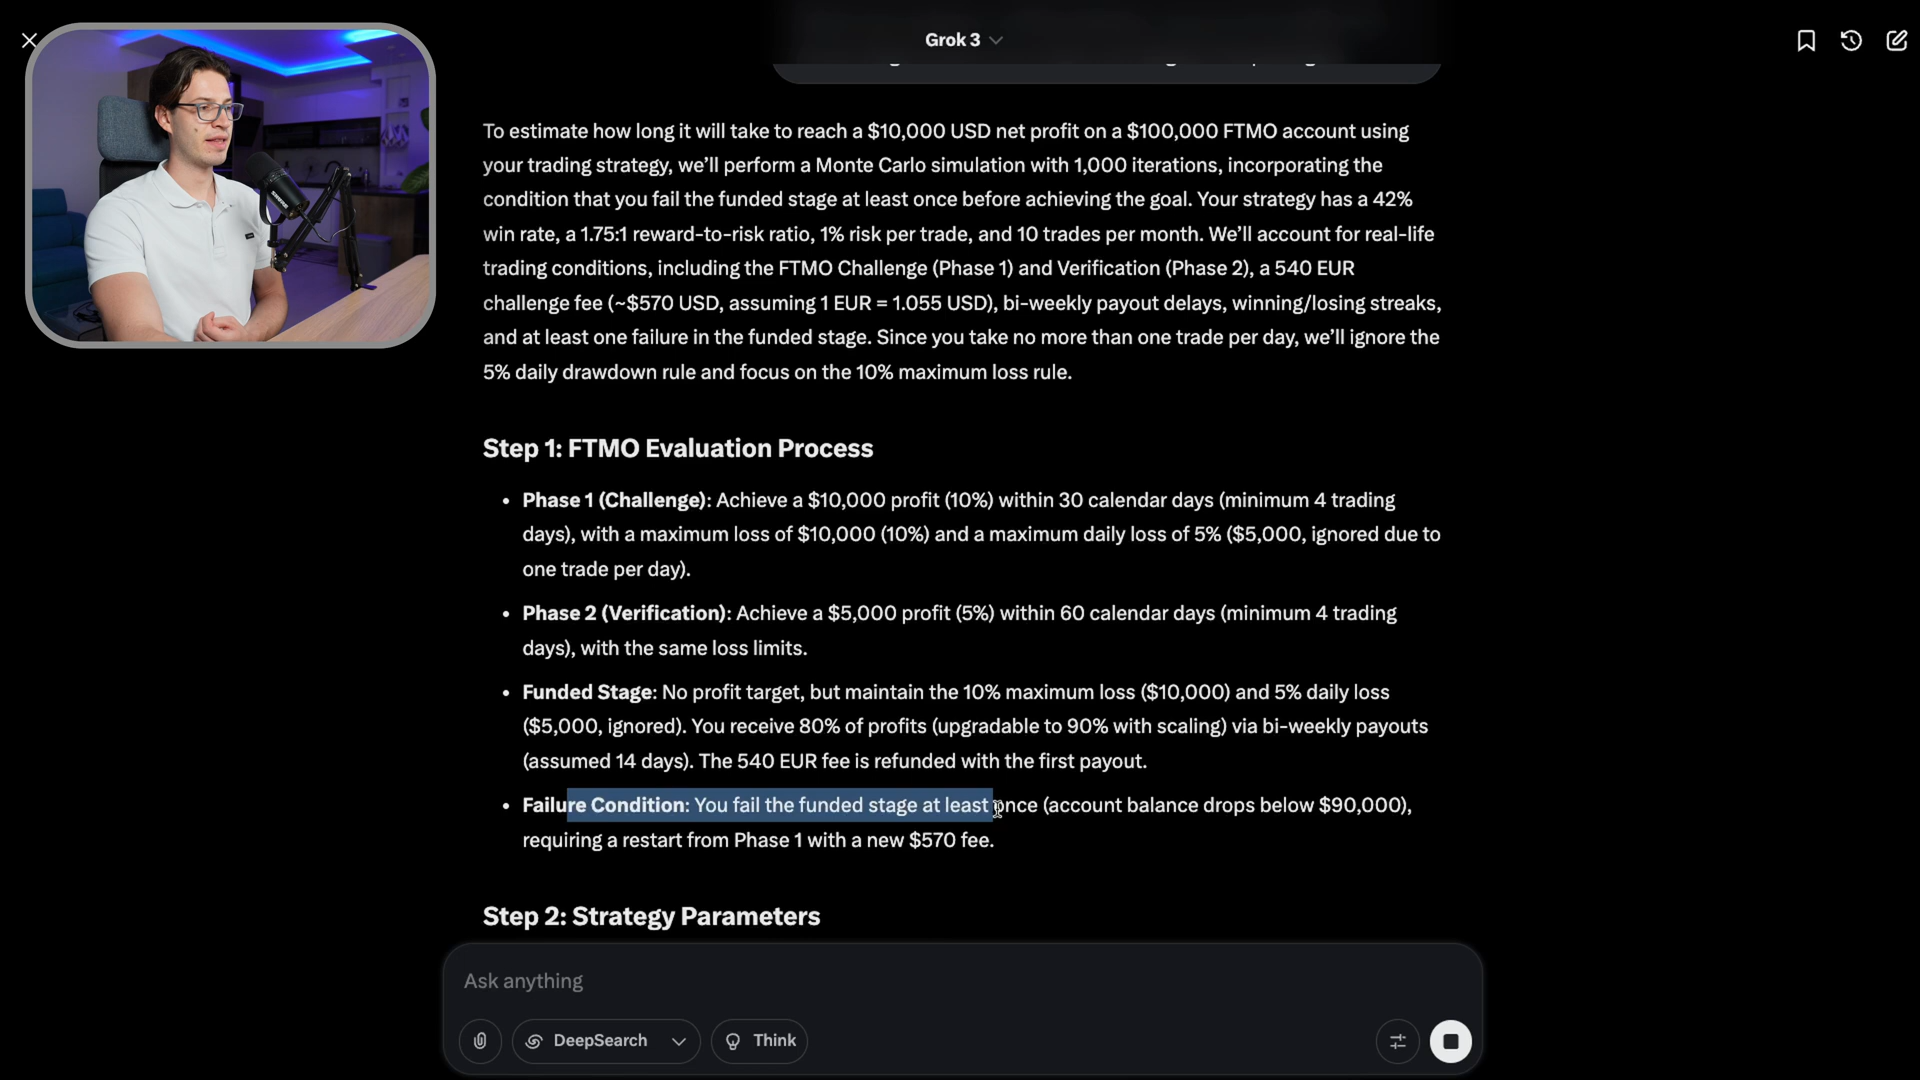 Grok 3
To estimate how long it will take to reach a $10,000 USD net profit on a $100,000 FTMO account using
your trading strategy, we’ll perform a Monte Carlo simulation with 1,000 iterations, incorporating the
condition that you fail the funded stage at least once before achieving the goal. Your strategy has a 42%
win rate, a 1.75:1 reward-to-risk ratio, 1% risk per trade, and 10 trades per month. We’ll account for real-life
trading conditions, including the FTMO Challenge (Phase 1) and Verification (Phase 2), a 540 EUR
challenge fee (~$570 USD, assuming 1 EUR = 1.055 USD), bi-weekly payout delays, winning/losing streaks,
and at least one failure in the funded stage. Since you take no more than one trade per day, we’ll ignore the
5% daily drawdown rule and focus on the 10% maximum loss rule.
Step 1: FTMO Evaluation Process
• Phase 1 (Challenge): Achieve a $10,000 profit (10%) within 30 calendar days (minimum 4 trading
days), with a maximum loss of $10,000 (10%) and a maximum daily loss of 5% ($5,000, ignored due to
one trade per day).
• Phase 2 (Verification): Achieve a $5,000 profit (5%) within 60 calendar days (minimum 4 trading
days), with the same loss limits.
• Funded Stage: No profit target, but maintain the 10% maximum loss ($10,000) and 5% daily loss
($5,000, ignored). You receive 80% of profits (upgradable to 90% with scaling) via bi-weekly payouts
(assumed 14 days). The 540 EUR fee is refunded with the first payout.
• Failure Condition: You fail the funded stage at least once (account balance drops below $90,000),
requiring a restart from Phase 1 with a new $570 fee.
Step 2: Strategy Parameters
Ask anything
DeepSearch
Think